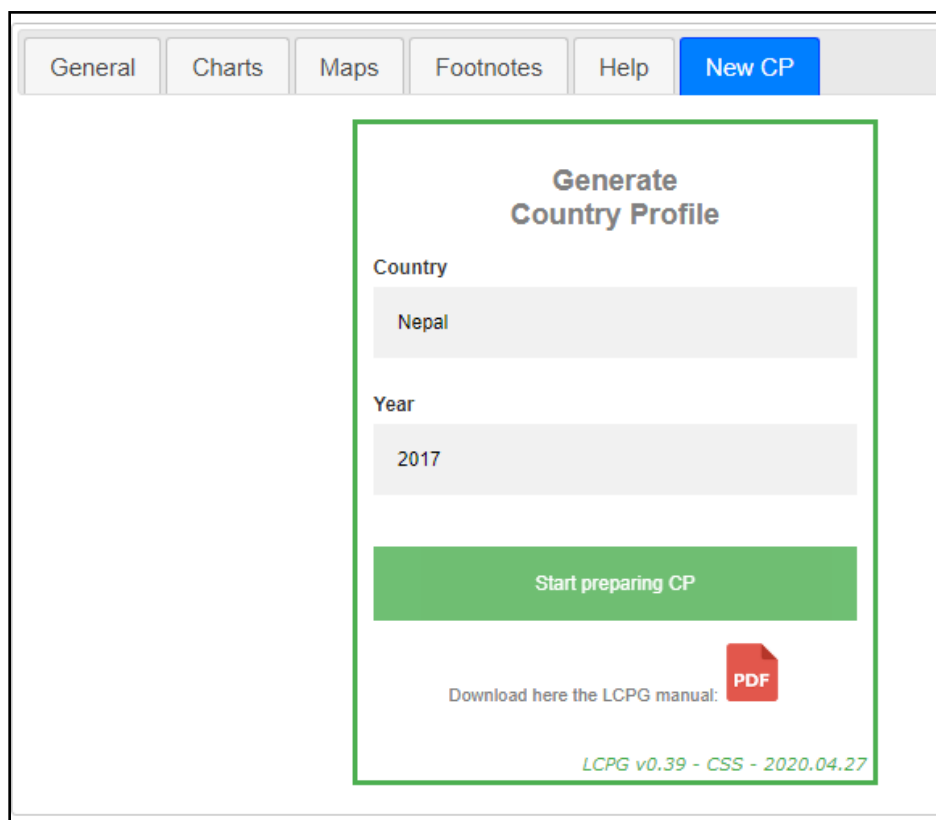 General Charts Maps Footnotes Help New CP
Generate
Country Profile
Country
Nepal
Year
2017
Start preparing CP
Download here the LCPG manual: PDF
LCPG v0.39 - CSS - 2020.04.27